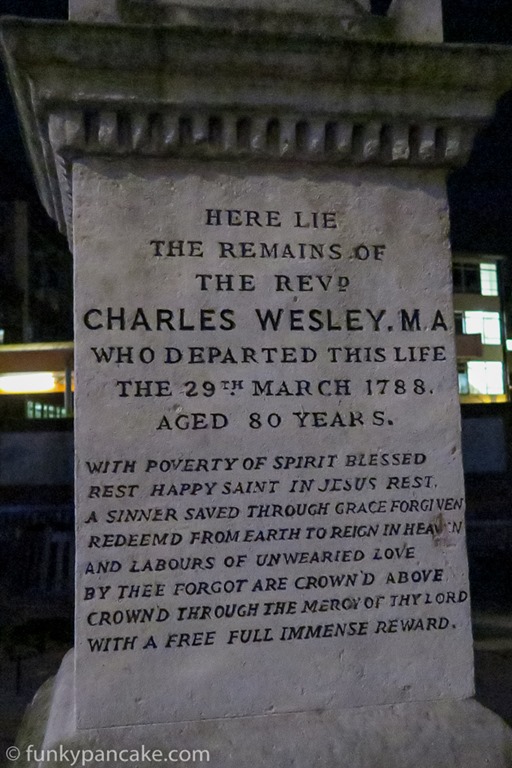 HERE LIE
THE REMAINS OF
THE REVD
CHARLES WESLEY. M.A
WHO DEPARTED THIS LIFE
THE 29TH MARCH 1788.
AGED 80 YEARS.
WITH POVERTY OF SPIRIT BLESSED
REST HAPPY SAINT IN JESUS REST.
A SINNER SAVED THROUGH GRACE FORGIVEN
REDEEMD FROM EARTH TO REIGN IN HEAVEN
AND LABOURS OF UNWEARIED LOVE
BY THEE FORGOT ARE CROWN'D ABOVE
CROWN'D THROUGH THE MERCY OF THY LORD
WITH A FREE FULL IMMENSE REWARD.
© funkypancake.com